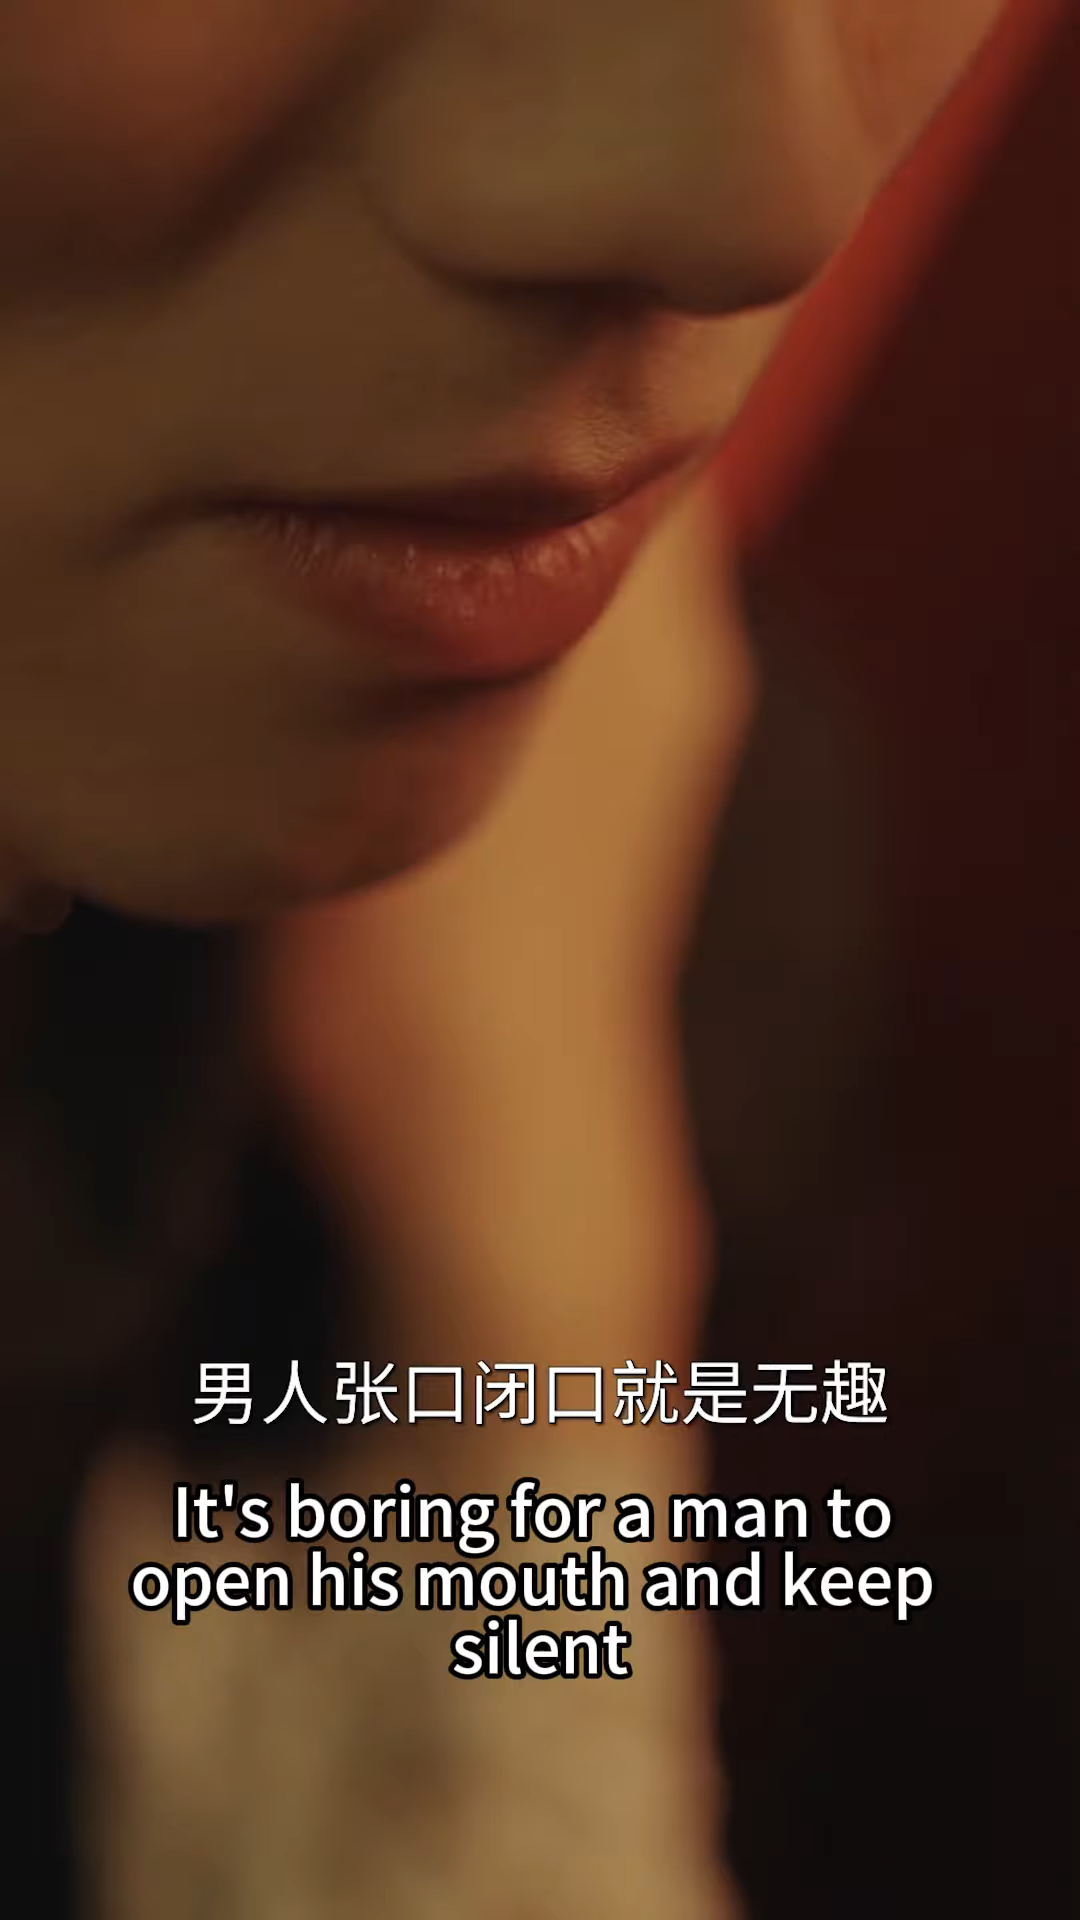 男人张口闭口就是无趣
It's boring for a man to
open his mouth and keep
silent